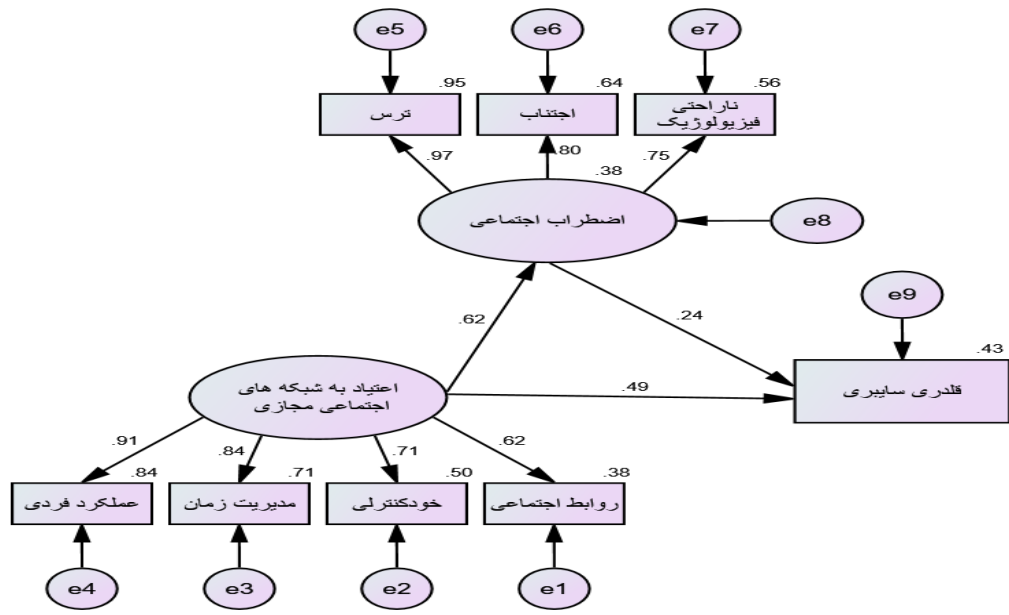 e5
e6
e7
.95
.64
.56
ترس
اجتناب
ناراحتی
فیزیولوژیک
.97
.80
.75
.38
اضطراب اجتماعی
e8
.62
.24
e9
.43
قلدری سایبری
اعتیاد به شبکه های
اجتماعی مجازی
.49
.91
.84
.71
.62
.84
.71
.50
.38
عملکرد فردی
مدیریت زمان
خودکنترلی
روابط اجتماعی
e4
e3
e2
e1